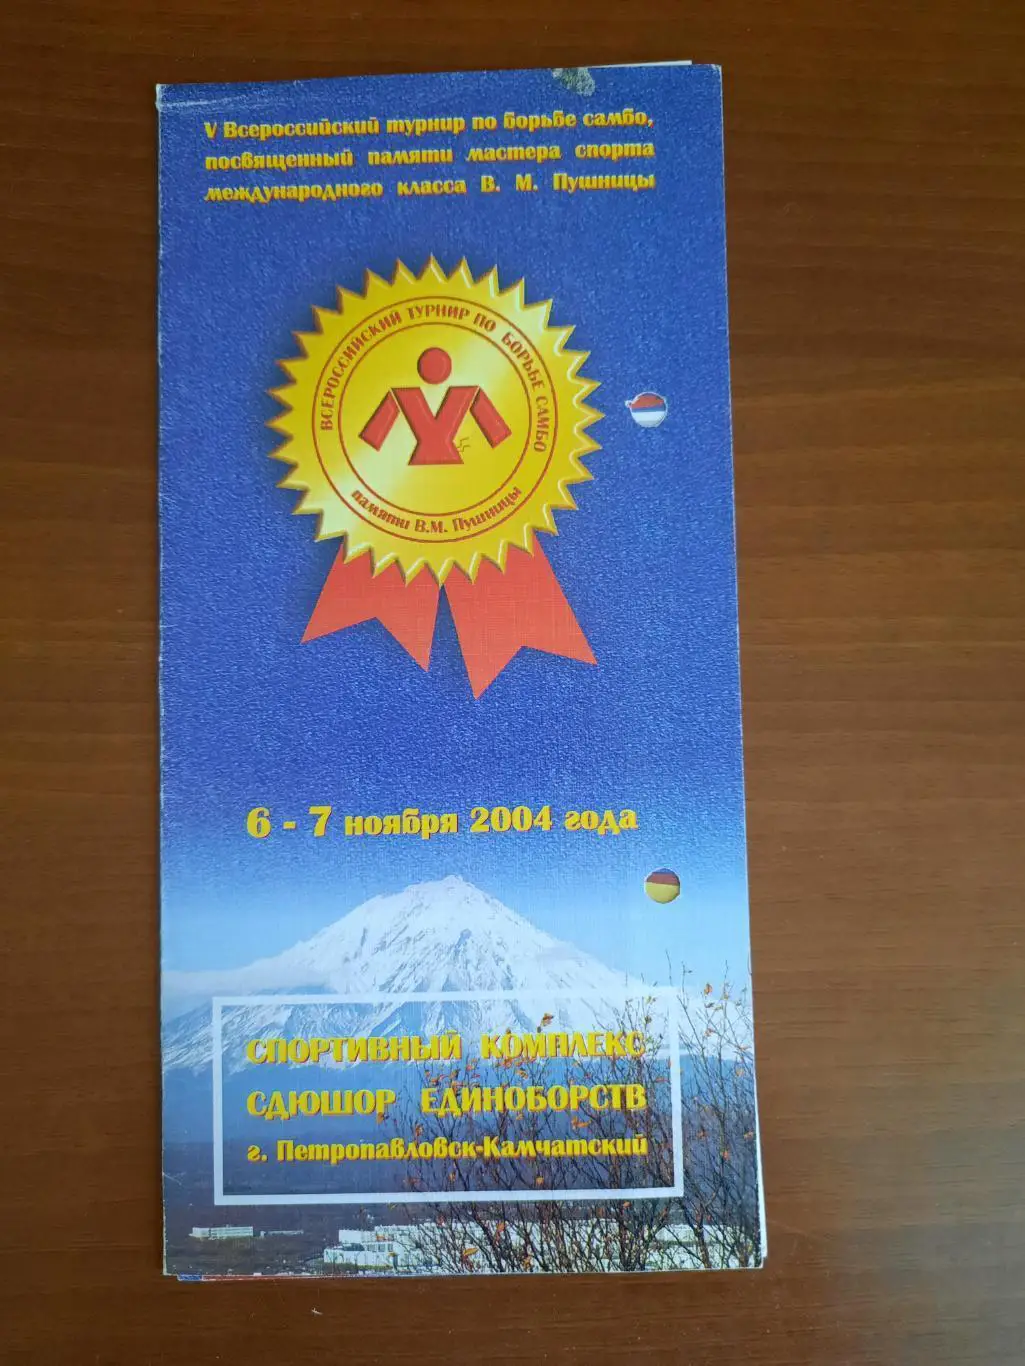 V Всероссийский турнир по борьбе самбо,
посвященный памяти мастера спорта
международного класса В. М. Пушницы
ВСЕРОССИЙСКИЙ ТУРНИР ПО БОРЬБЕ САМБО
памяти В.М. Пушницы
6 - 7 ноября 2004 года
СПОРТИВНЫЙ КОМПЛЕКС
СДЮШОР ЕДИНОБОРСТВ
г. Петропавловск-Камчатский